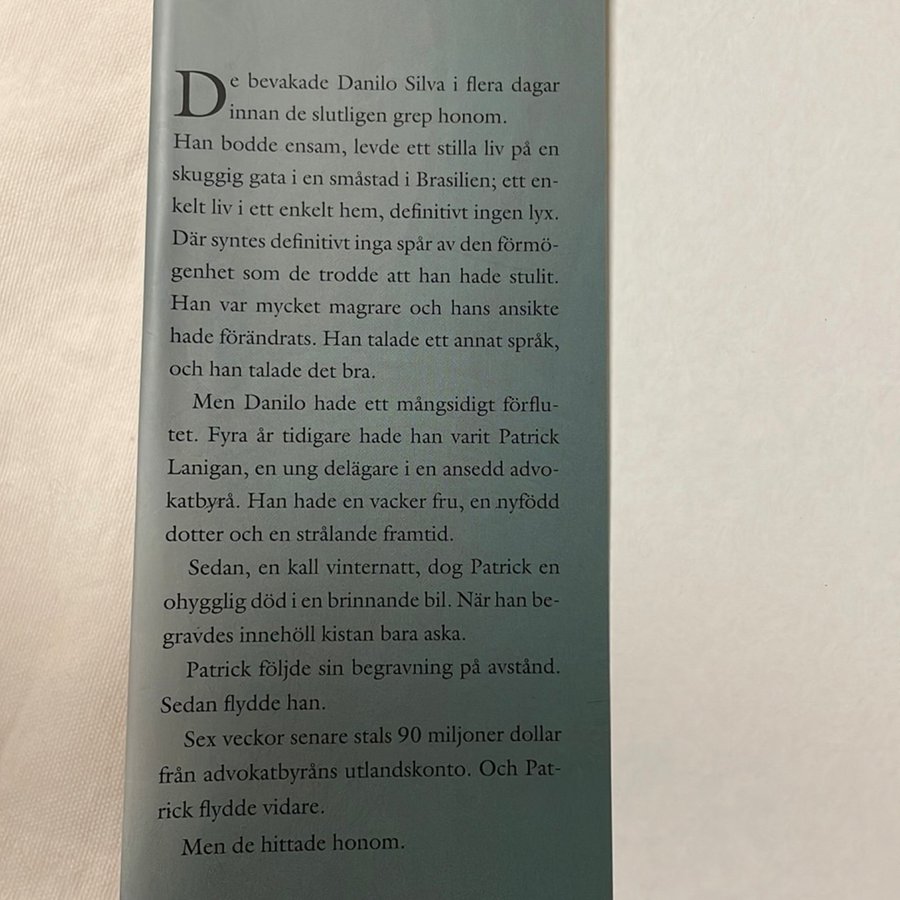 De bevakade Danilo Silva i flera dagar
innan de slutligen grep honom.
Han bodde ensam, levde ett stilla liv på en
skuggig gata i en småstad i Brasilien; ett en-
kelt liv i ett enkelt hem, definitivt ingen lyx.
Där syntes definitivt inga spår av den förmö-
genhet som de trodde att han hade stulit.
Han var mycket magrare och hans ansikte
hade förändrats. Han talade ett annat språk,
och han talade det bra.
Men Danilo hade ett mångsidigt förflu-
tet. Fyra år tidigare hade han varit Patrick
Lanigan, en ung delägare i en ansedd advo-
katbyrå. Han hade en vacker fru, en nyfödd
dotter och en strålande framtid.
Sedan, en kall vinternatt, dog Patrick en
ohygglig död i en brinnande bil. När han be-
gravdes innehöll kistan bara aska.
Patrick följde sin begravning på avstånd.
Sedan flydde han.
Sex veckor senare stals 90 miljoner dollar
från advokatbyråns utlandskonto. Och Pat-
rick flydde vidare.
Men de hittade honom.